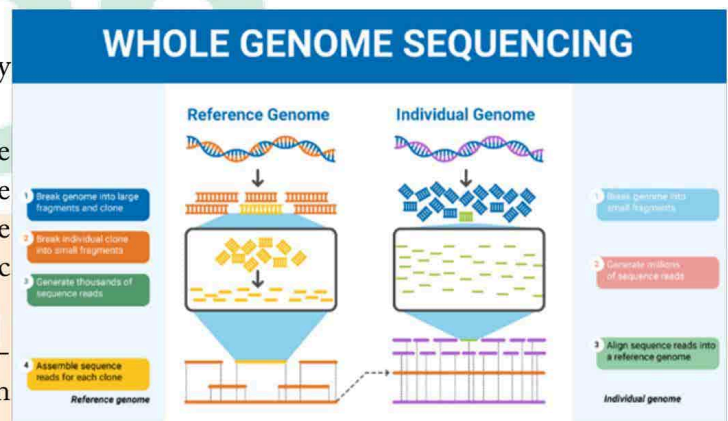 WHOLE GENOME SEQUENCING
Reference Genome
Individual Genome
1 Break genome into large
fragments and clone
2 Break individual clone
into small fragments
3 Generate thousands of
sequence reads
4 Assemble sequence
reads for each clone
Reference genome
1 Break genome into
small fragments
2 Generate millions
of sequence reads
3 Align sequence reads into
a reference genome
Individual genome